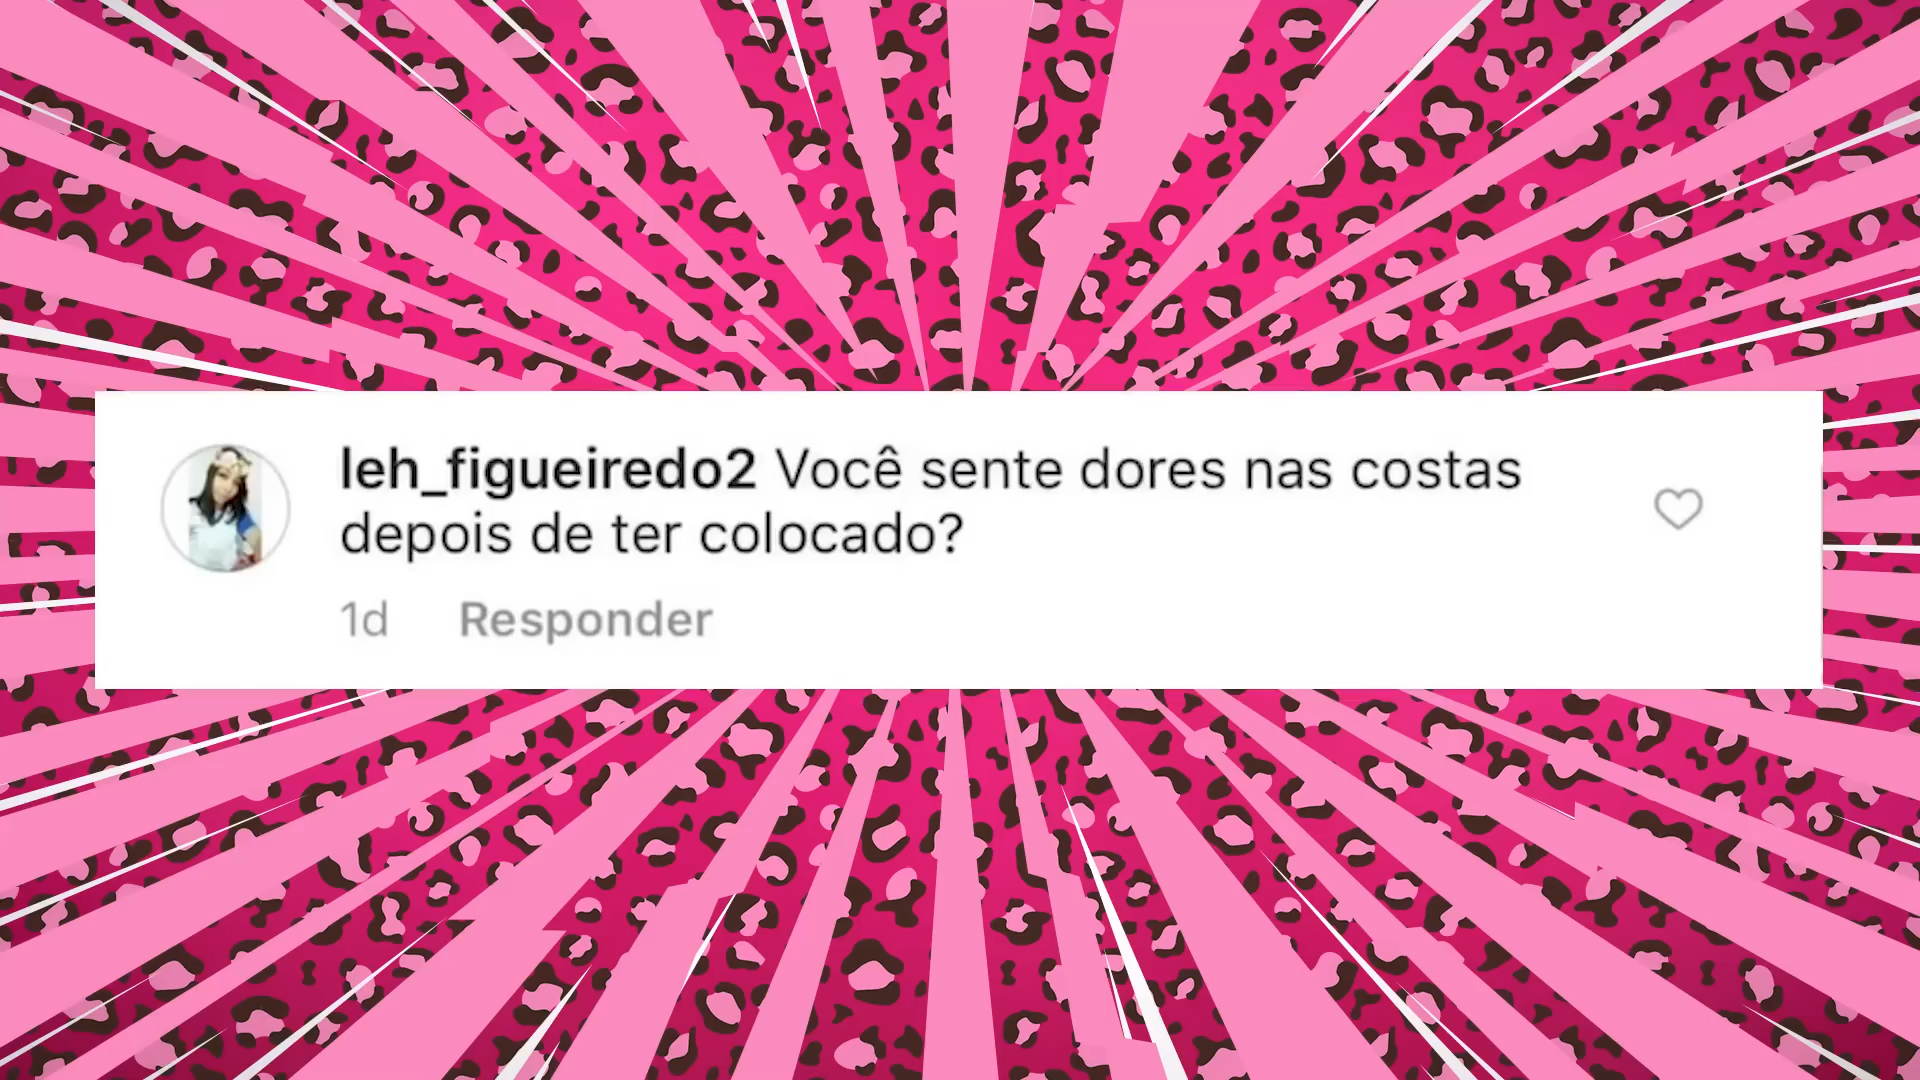 leh_figueiredo2 Você sente dores nas costas
depois de ter colocado?
1d Responder